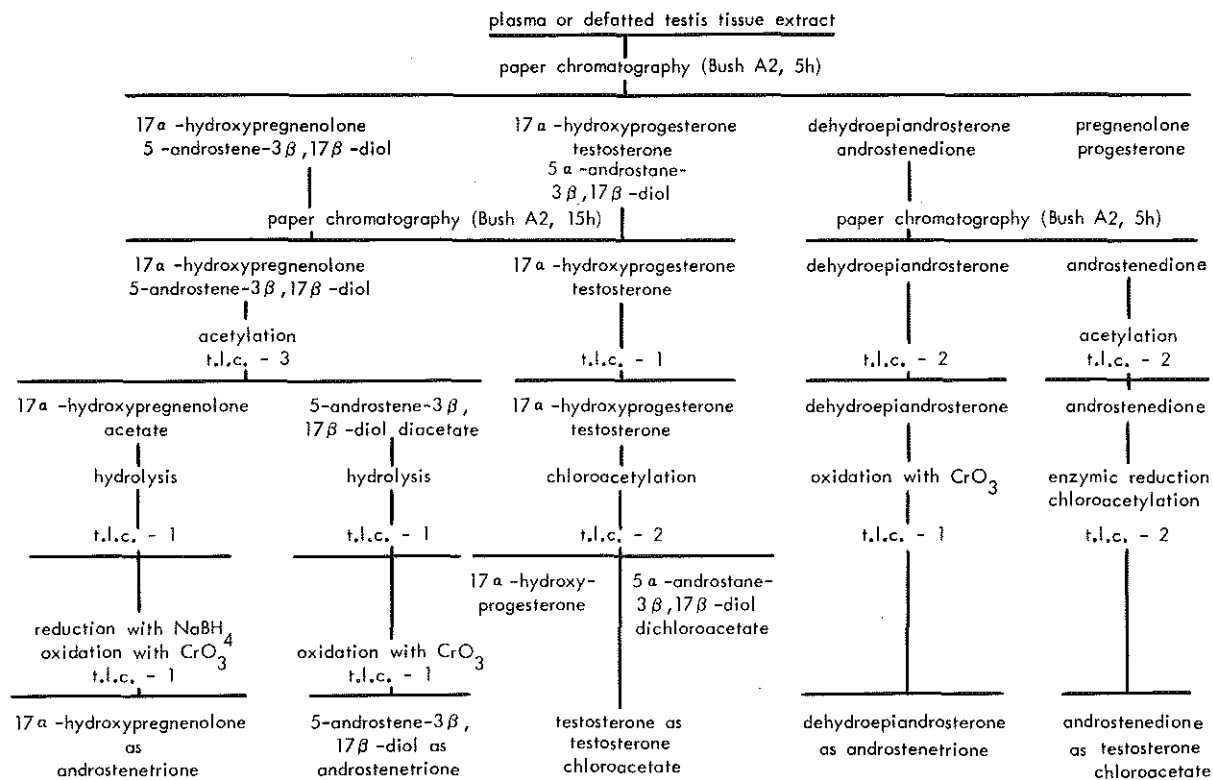 plasma or defatted testis tissue extract
paper chromatography (Bush A2, 5h)
17α -hydroxypregnenolone
5 -androstene-3β,17β-diol
17α -hydroxyprogesterone
testosterone
5 α -androstane-
3β,17β -diol
dehydroepiandrosterone
androstenedione
pregnenolone
progesterone
paper chromatography (Bush A2, 15h)
paper chromatography (Bush A2, 5h)
17α -hydroxypregnenolone
5-androstene-3β,17β-diol
17α -hydroxyprogesterone
testosterone
dehydroepiandrosterone
androstenedione
acetylation
t.l.c. - 3
t.l.c. - 1
t.l.c. - 2
acetylation
t.l.c. - 2
17α -hydroxypregnenolone
acetate
5-androstene-3β,
17β-diol diacetate
17α -hydroxyprogesterone
testosterone
dehydroepiandrosterone
androstenedione
hydrolysis
hydrolysis
chloroacetylation
oxidation with CrO3
enzymic reduction
chloroacetylation
t.l.c. - 1
t.l.c. - 1
t.l.c. - 2
t.l.c. - 1
t.l.c. - 2
17α -hydroxy-
progesterone
5α-androstane-
3β,17β -diol
dichloroacetate
reduction with NaBH4
oxidation with CrO3
t.l.c. - 1
oxidation with CrO3
t.l.c. - 1
17α -hydroxypregnenolone
as
androstenetrione
5-androstene-3β,
17β-diol as
androstenetrione
testosterone as
testosterone
chloroacetate
dehydroepiandrosterone
as androstenetrione
androstenedione
as testosterone
chloroacetate